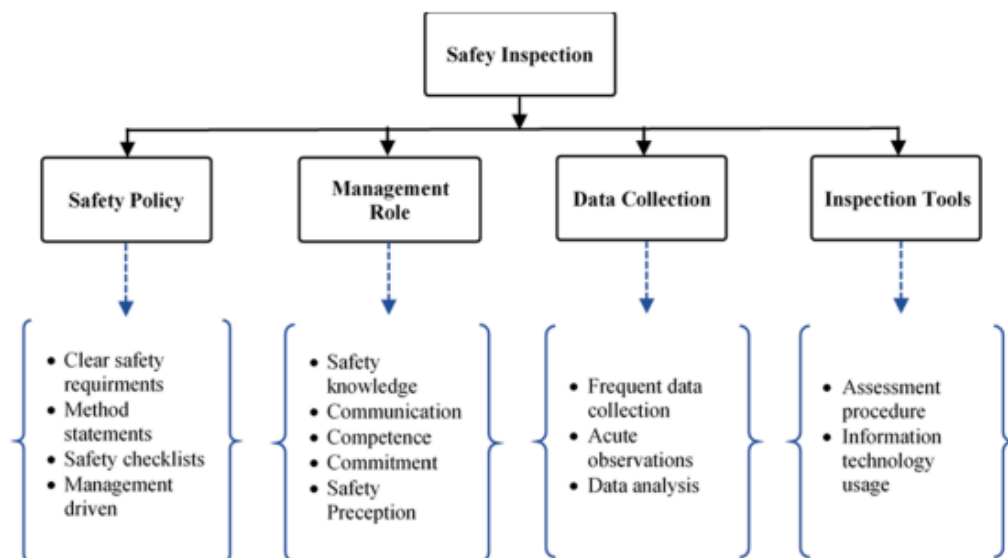 Safey Inspection
Safety Policy
Management
Role
Data Collection
Inspection Tools
• Clear safety
requirments
• Method
statements
• Safety checklists
• Management
driven
• Safety
knowledge
• Communication
• Competence
• Commitment
• Safety
Preception
• Frequent data
collection
• Acute
observations
• Data analysis
• Assessment
procedure
• Information
technology
usage